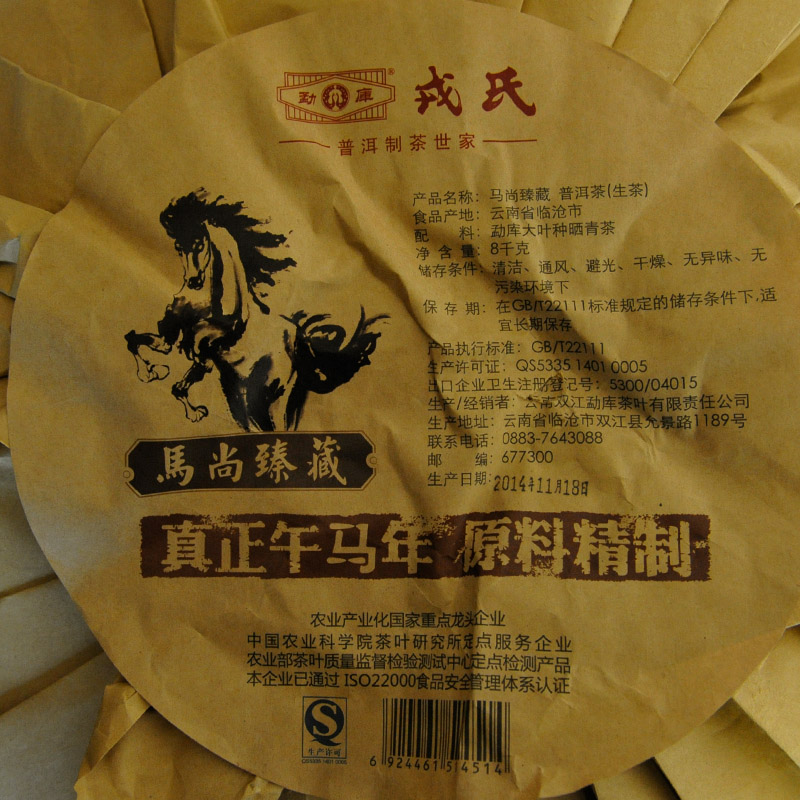 勐庫® 戎氏
普洱制茶世家
产品名称：马尚臻藏 普洱茶(生茶)
食品产地：云南省临沧市
配 料：勐库大叶种晒青茶
净 含 量：8千克
储存条件：清洁、通风、避光、干燥、无异味、无
污染环境下
保 存 期：在GB/T22111标准规定的储存条件下,适
宜长期保存
产品执行标准：GB/T22111
生产许可证：QS5335 1401 0005
出口企业卫生注册登记号：5300/04015
生产/经销者：云南双江勐库茶叶有限责任公司
生产地址：云南省临沧市双江县允景路1189号
联系电话：0883-7643088
邮 编：677300
生产日期：2014年11月18日
馬尚臻藏
真正午马年 原料精制
农业产业化国家重点龙头企业
中国农业科学院茶叶研究所定点服务企业
农业部茶叶质量监督检验测试中心定点检测产品
本企业已通过 ISO22000食品安全管理体系认证
QS
生产许可
QS5335 1401 0005
6 924461 514514